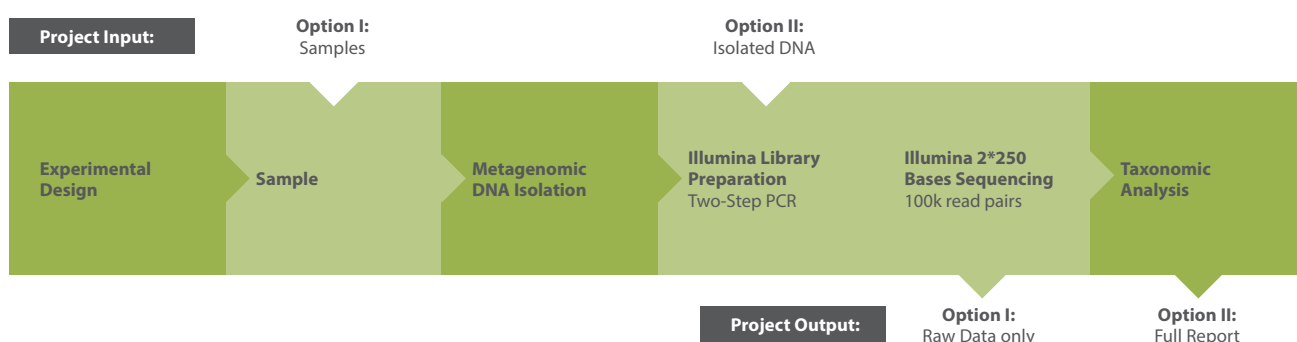 Project Input:
Option I:
Samples
Option II:
Isolated DNA
Experimental
Design
Sample
Metagenomic
DNA Isolation
Illumina Library
Preparation
Two-Step PCR
Illumina 2*250
Bases Sequencing
100k read pairs
Taxonomic
Analysis
Project Output:
Option I:
Raw Data only
Option II:
Full Report